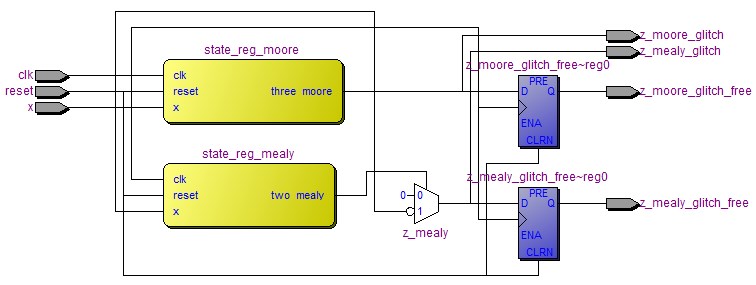 state_reg_moore
clk
reset
x
clk
reset
x
three_moore
state_reg_mealy
clk
reset
x
two_mealy
0
0
1
z_mealy
z_moore_glitch
z_mealy_glitch
z_moore_glitch_free~reg0
PRE
D
Q
ENA
CLRN
z_moore_glitch_free
z_mealy_glitch_free~reg0
PRE
D
Q
ENA
CLRN
z_mealy_glitch_free